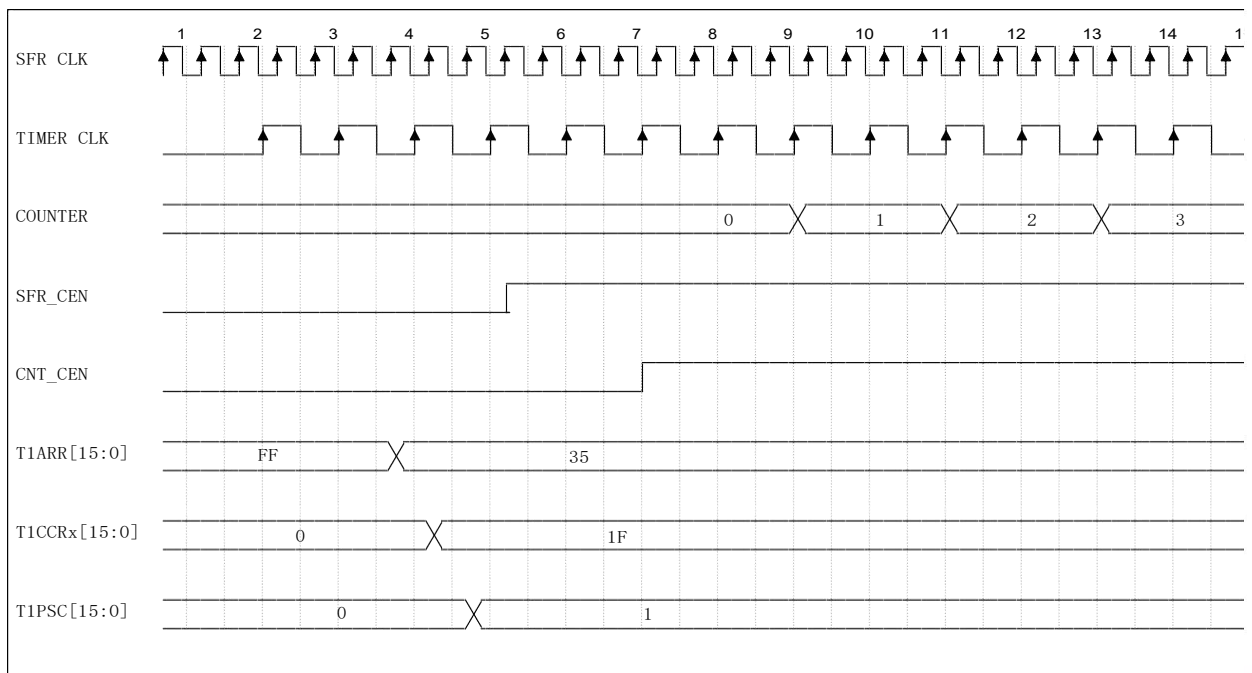 1 2 3 4 5 6 7 8 9 10 11 12 13 14 1
SFR CLK
TIMER CLK
COUNTER 0 1 2 3
SFR_CEN
CNT_CEN
T1ARR[15:0] FF 35
T1CCRx[15:0] 0 1F
T1PSC[15:0] 0 1